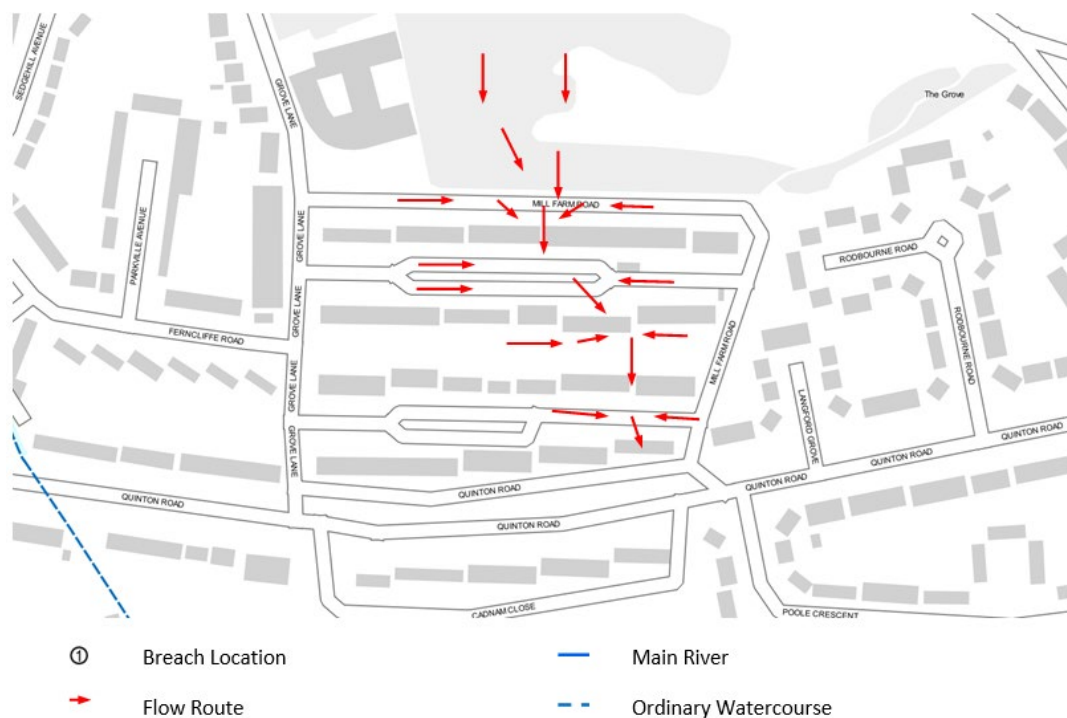 SEDGEHILL AVENUE
GROVE LANE
The Grove
MILL FARM ROAD
PARKVILLE AVENUE
GROVE LANE
RODBOURNE ROAD
GROVE LANE
FERNCLIFFE ROAD
RODBOURNE ROAD
MILL FARM ROAD
GROVE LANE
LANGFORD GROVE
GROVE LANE
QUINTON ROAD
QUINTON ROAD
QUINTON ROAD
QUINTON ROAD
QUINTON ROAD
QUINTON ROAD
CADNAM CLOSE
POOLE CRESCENT
1 Breach Location
Main River
Flow Route
Ordinary Watercourse